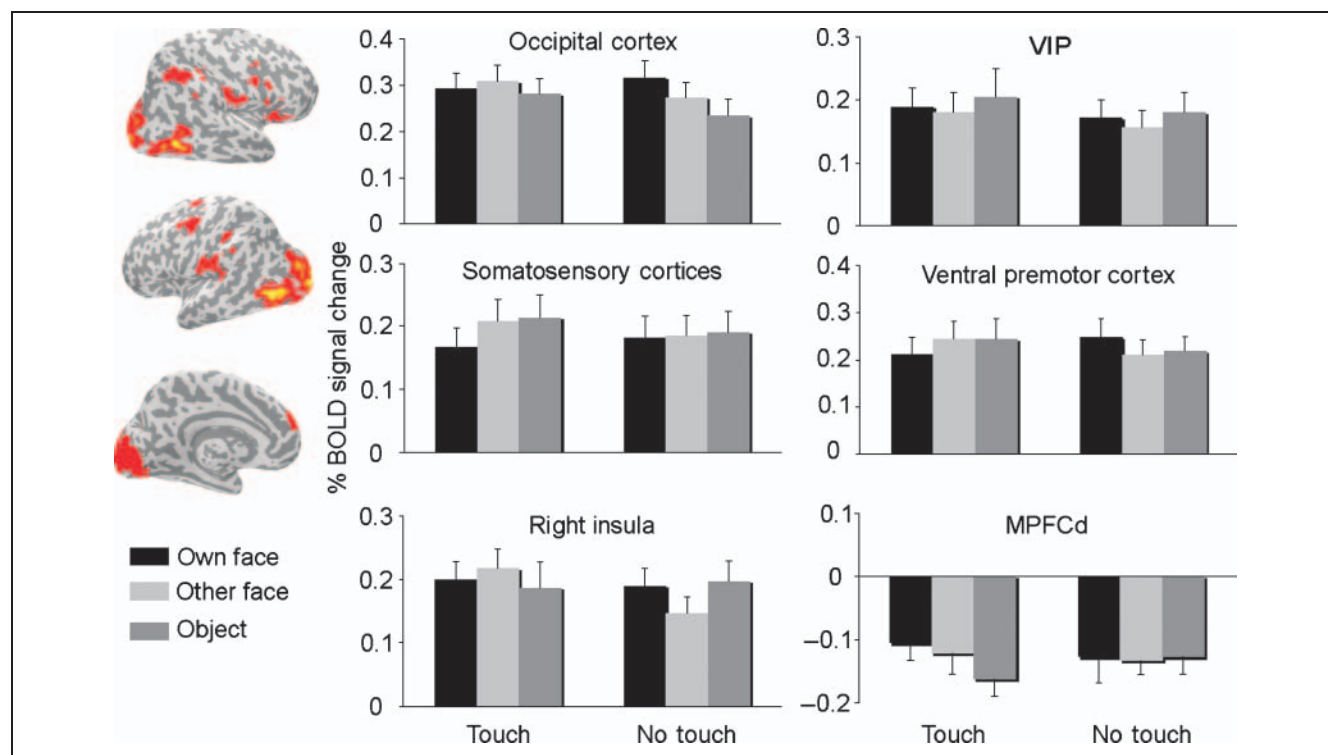 Occipital cortex
0.4
0.3
0.2
0.1
0
VIP
0.3
0.2
0.1
0
% BOLD signal change
Somatosensory cortices
0.3
0.2
0.1
0
Ventral premotor cortex
0.4
0.3
0.2
0.1
0
Right insula
0.3
0.2
0.1
0
Touch
No touch
MPFCd
0.1
0
–0.1
–0.2
Touch
No touch
Own face
Other face
Object